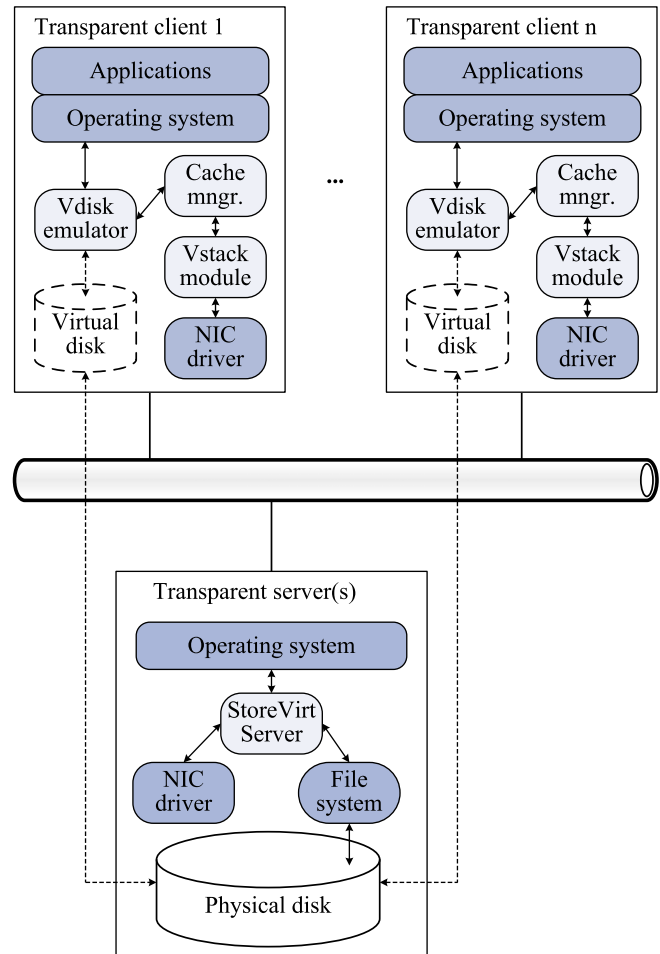 Transparent client 1
Applications
Operating system
Cache
mngr.
Vdisk
emulator
Vstack
module
Virtual
disk
NIC
driver
...
Transparent client n
Applications
Operating system
Cache
mngr.
Vdisk
emulator
Vstack
module
Virtual
disk
NIC
driver
Transparent server(s)
Operating system
StoreVirt
Server
NIC
driver
File
system
Physical disk